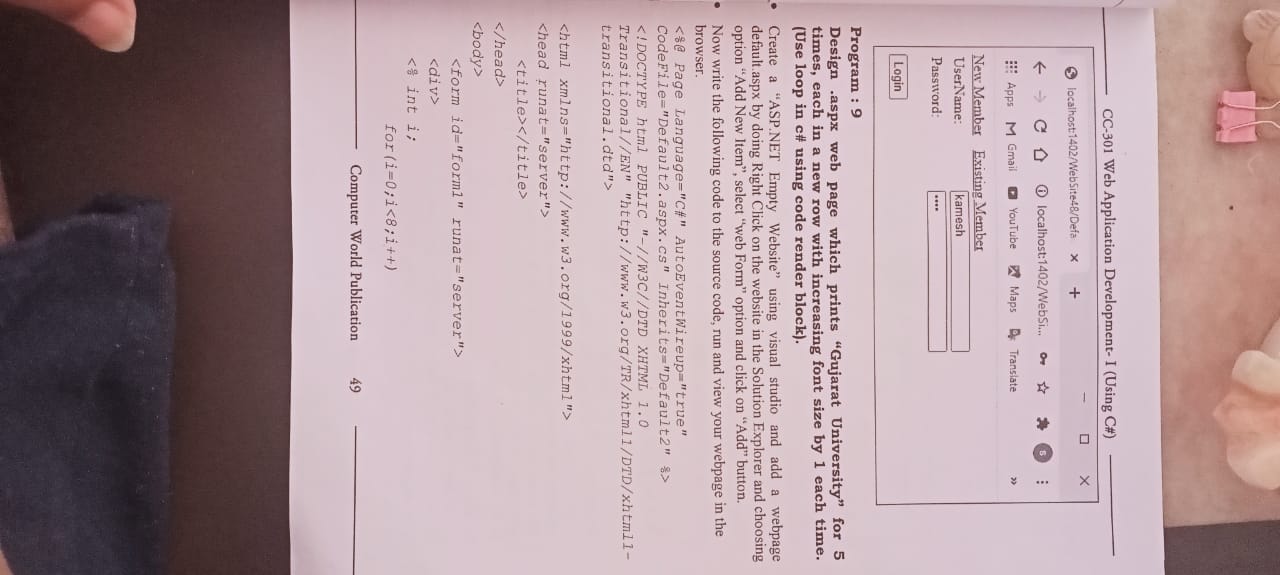 CC-301 Web Application Development- I (Using C#)
localhost:1402/WebSite48/Defa × +
localhost:1402/WebSi...
Apps Gmail YouTube Maps Translate »
New Member Existing Member
UserName: kamesh
Password: ••••
Login
Program : 9
Design .aspx web page which prints “Gujarat University” for 5
times, each in a new row with increasing font size by 1 each time.
(Use loop in c# using code render block).
• Create a “ASP.NET Empty Website” using visual studio and add a webpage
default.aspx by doing Right Click on the website in the Solution Explorer and choosing
option “Add New Item”, select “web Form” option and click on “Add” button.
• Now write the following code to the source code, run and view your webpage in the
browser.
<%@ Page Language="C#" AutoEventWireup="true"
CodeFile="Default2.aspx.cs" Inherits="Default2" %>
<!DOCTYPE html PUBLIC "-//W3C//DTD XHTML 1.0
Transitional//EN" "http://www.w3.org/TR/xhtml1/DTD/xhtml1-
transitional.dtd">
<html xmlns="http://www.w3.org/1999/xhtml">
<head runat="server">
<title></title>
</head>
<body>
<form id="form1" runat="server">
<div>
<% int i;
for(i=0;i<8;i++)
Computer World Publication 49